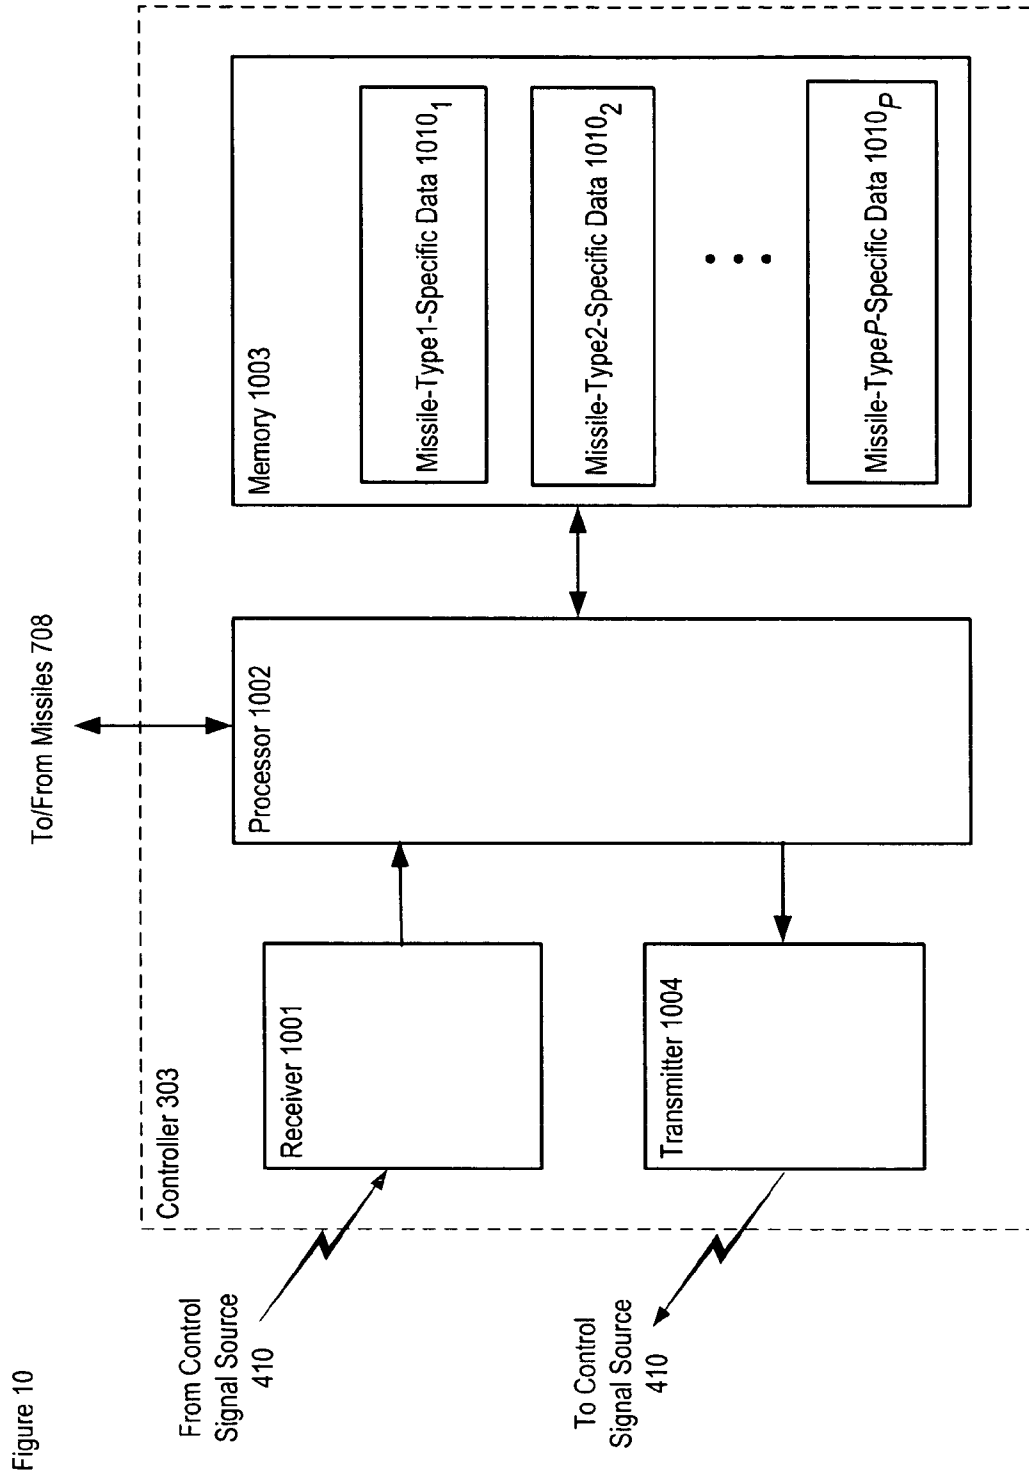 Figure 10
To/From Missiles 708
Controller 303
From Control
Signal Source
410
To Control
Signal Source
410
Receiver 1001
Transmitter 1004
Processor 1002
Memory 1003
Missile-Type1-Specific Data 1010₁
Missile-Type2-Specific Data 1010₂
Missile-TypeP-Specific Data 1010P